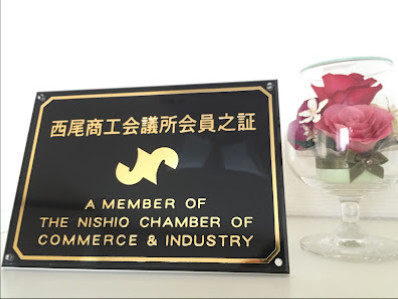 西尾商工会議所会員之証
A MEMBER OF
THE NISHIO CHAMBER OF
COMMERCE & INDUSTRY